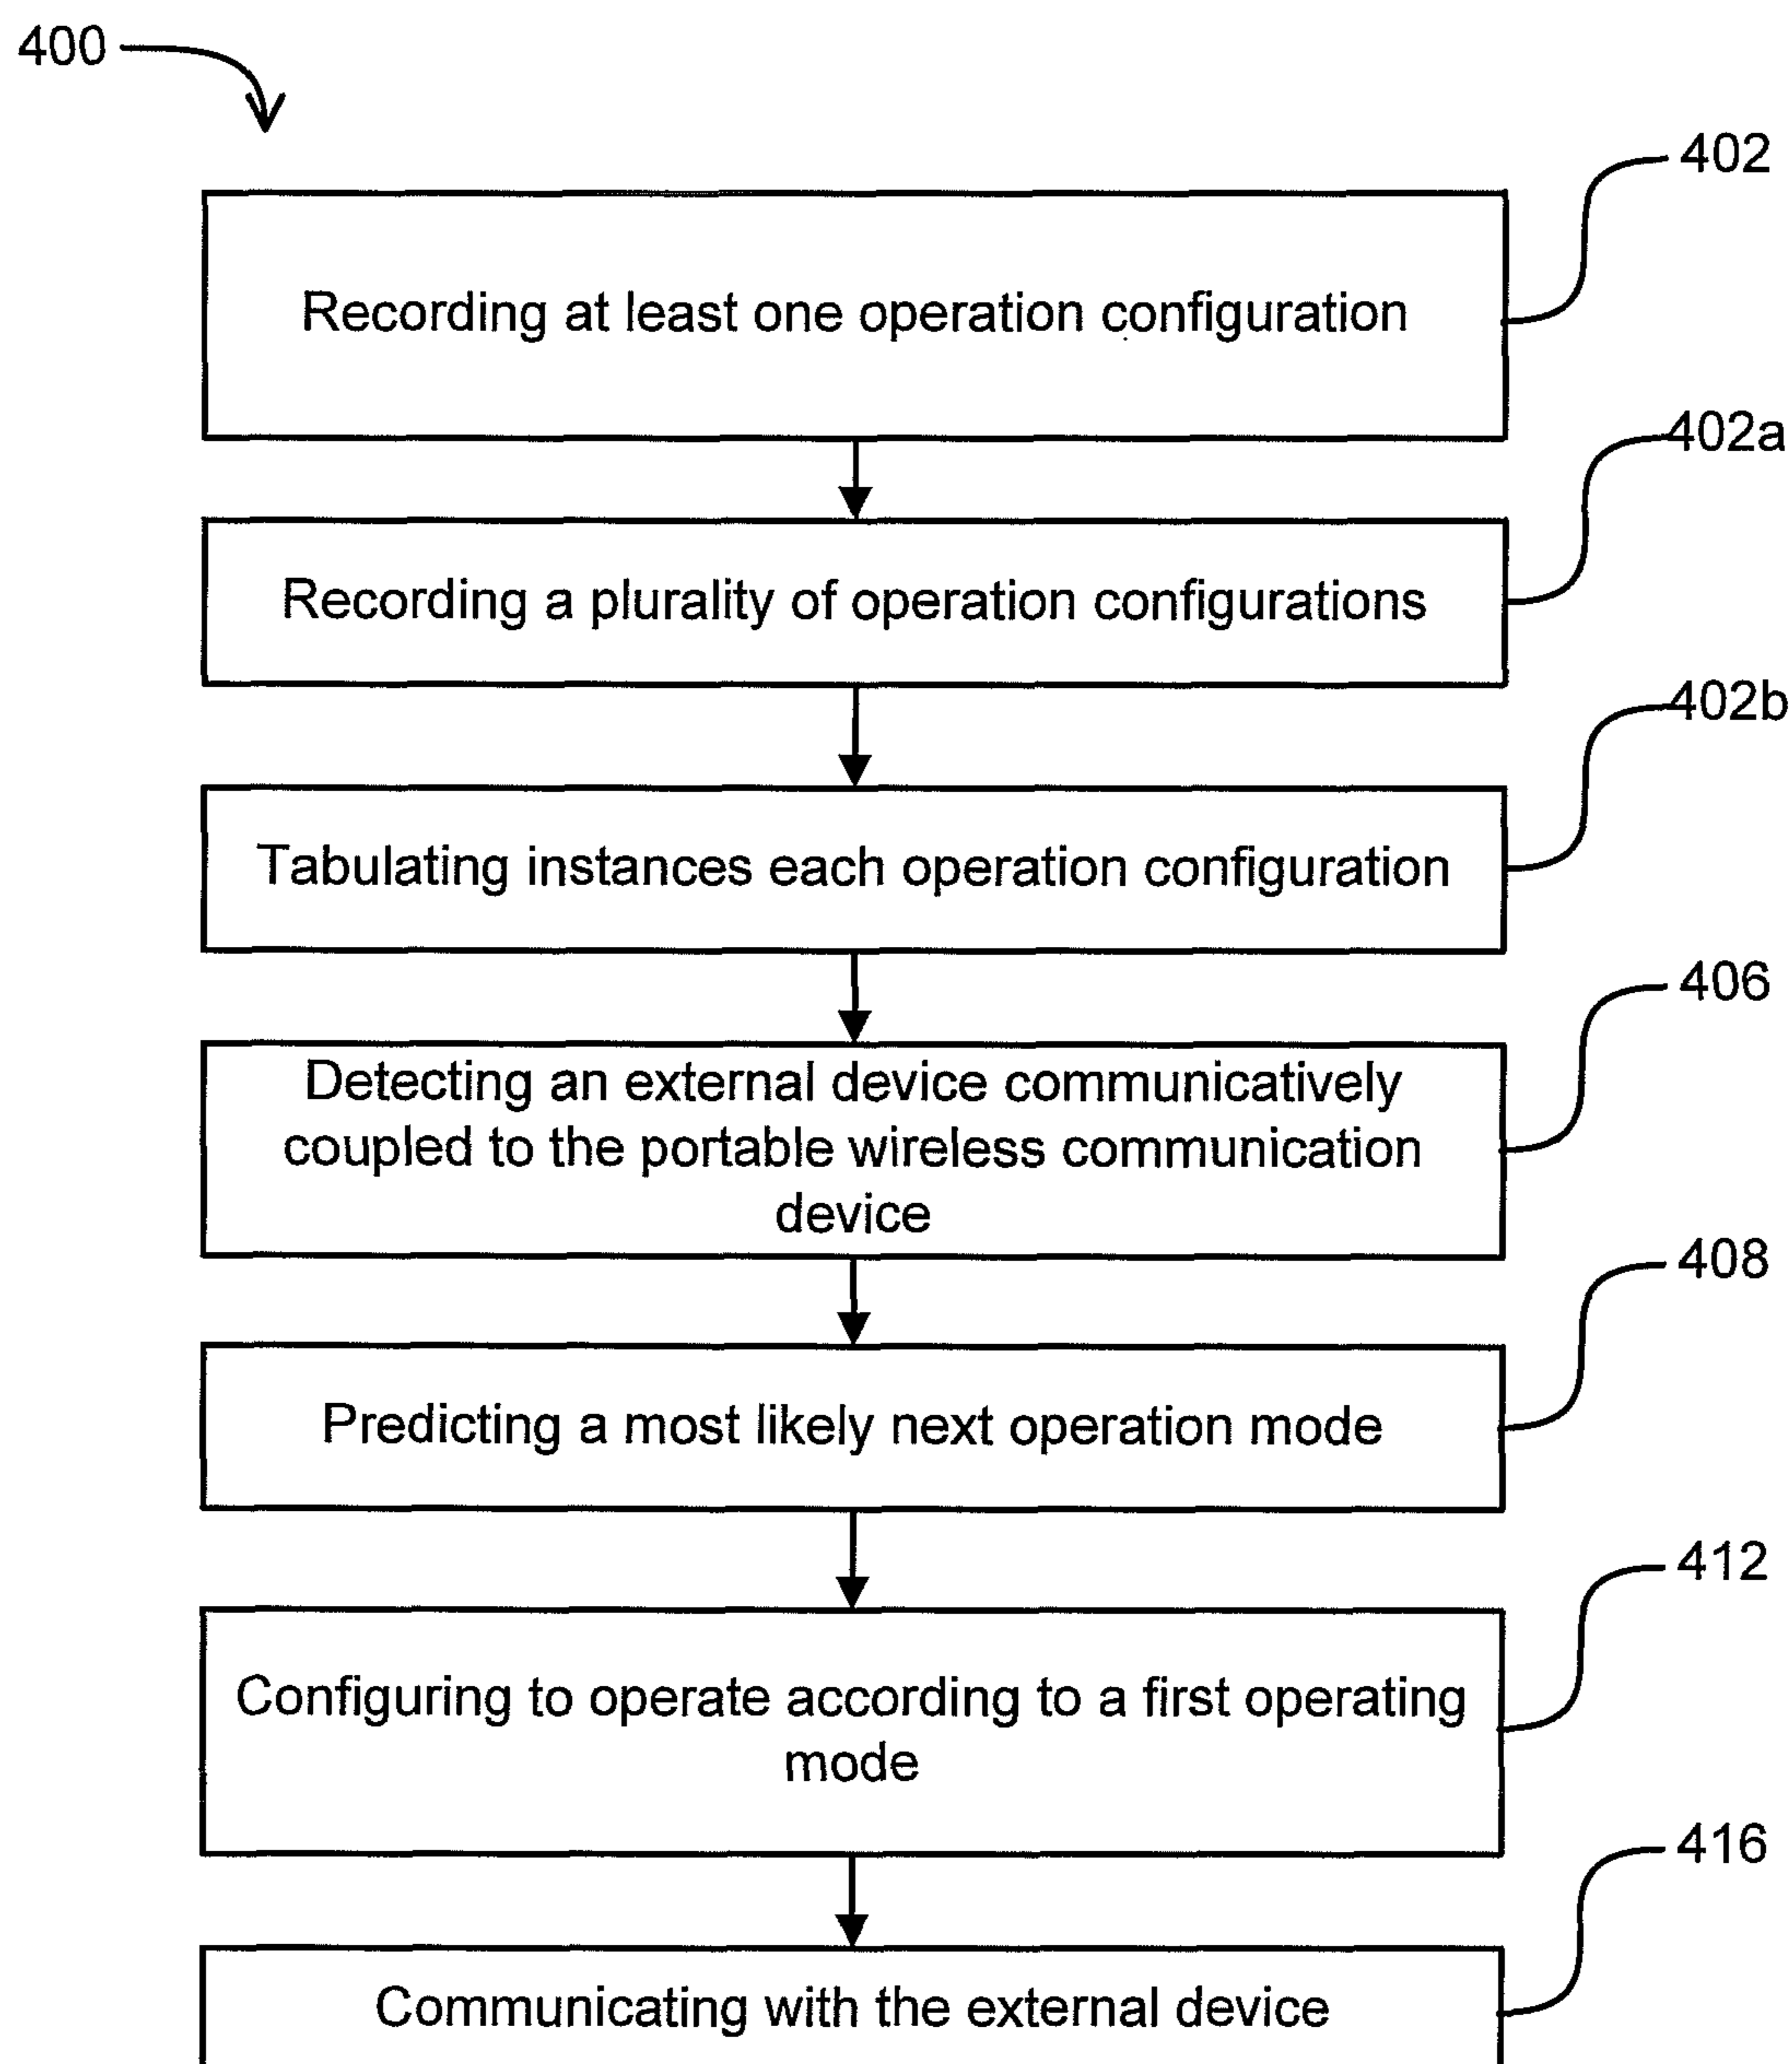 400
402
Recording at least one operation configuration
402a
Recording a plurality of operation configurations
402b
Tabulating instances each operation configuration
406
Detecting an external device communicatively
coupled to the portable wireless communication
device
408
Predicting a most likely next operation mode
412
Configuring to operate according to a first operating
mode
416
Communicating with the external device